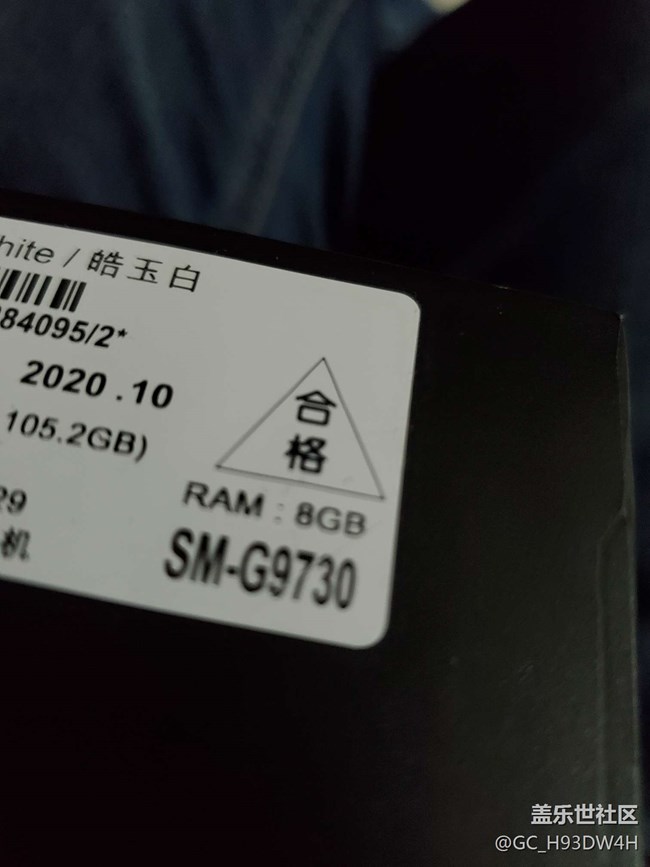 hite / 皓玉白
84095/2*
2020.10
105.2GB)
合
格
29
RAM : 8GB
机
SM-G9730
盖乐世社区
@GC_H93DW4H